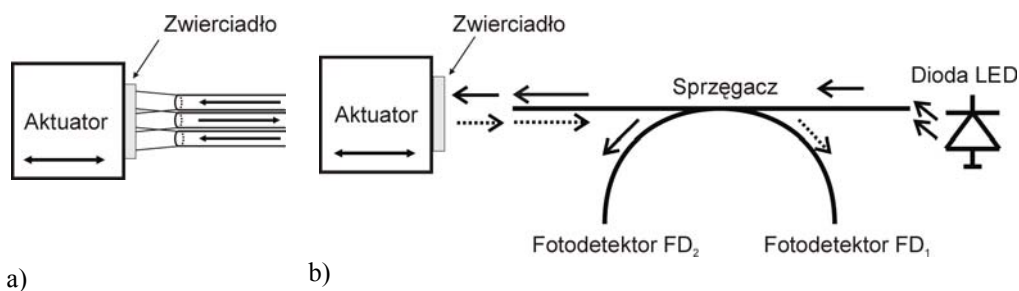 Zwierciadło
Aktuator
a)
Zwierciadło
Aktuator
Sprzęgacz
Dioda LED
Fotodetektor FD₂
Fotodetektor FD₁
b)